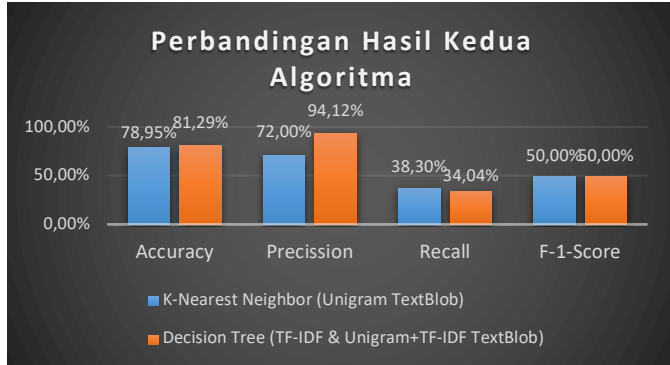 Perbandingan Hasil Kedua
Algoritma
100,00%
50,00%
0,00%
78,95%
81,29%
72,00%
94,12%
38,30%
34,04%
50,00%
50,00%
Accuracy
Precission
Recall
F-1-Score
K-Nearest Neighbor (Unigram TextBlob)
Decision Tree (TF-IDF & Unigram+TF-IDF TextBlob)